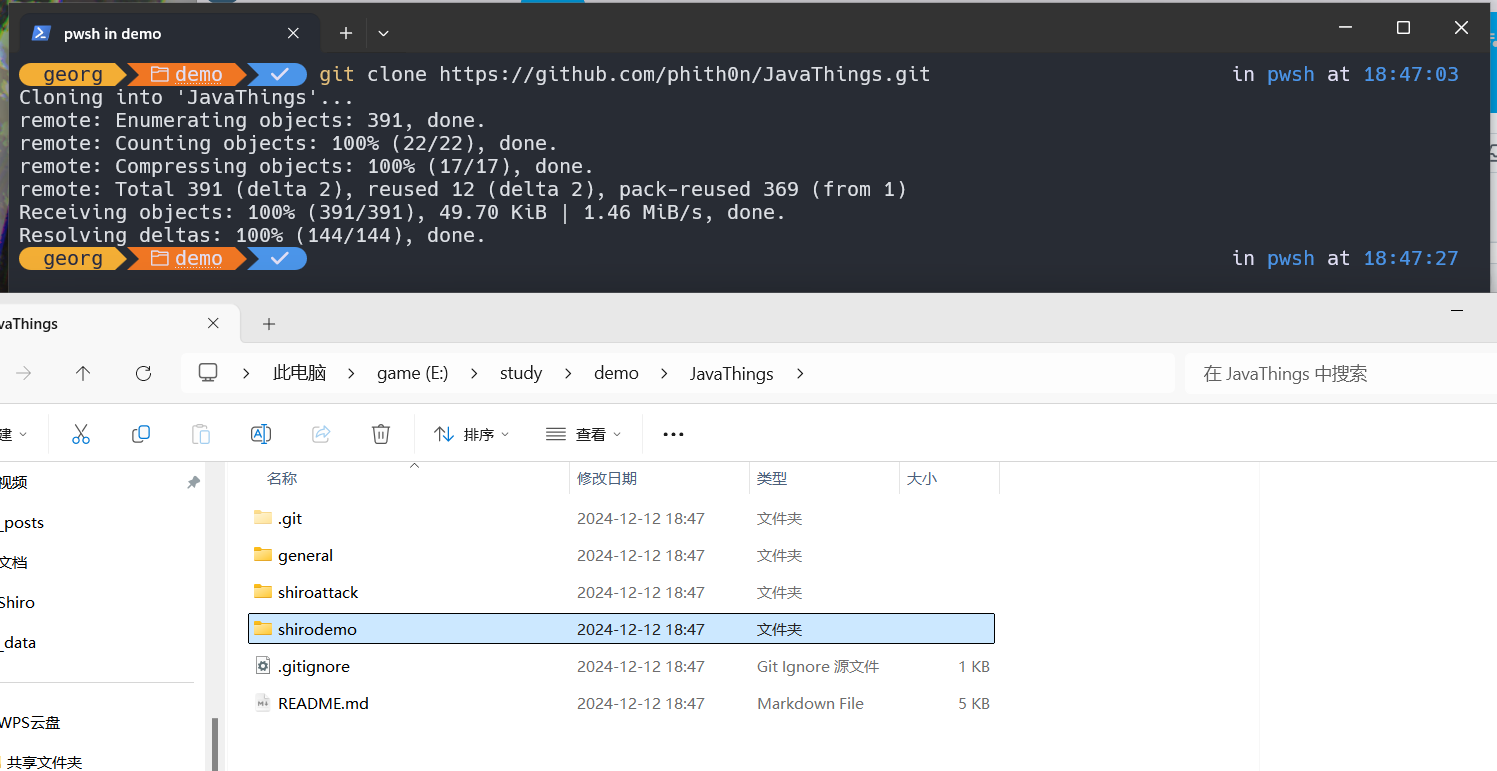 pwsh in demo
georg demo git clone https://github.com/phith0n/JavaThings.git in pwsh at 18:47:03
Cloning into 'JavaThings'...
remote: Enumerating objects: 391, done.
remote: Counting objects: 100% (22/22), done.
remote: Compressing objects: 100% (17/17), done.
remote: Total 391 (delta 2), reused 12 (delta 2), pack-reused 369 (from 1)
Receiving objects: 100% (391/391), 49.70 KiB | 1.46 MiB/s, done.
Resolving deltas: 100% (144/144), done.
georg demo in pwsh at 18:47:27
vaThings
此电脑 > game (E:) > study > demo > JavaThings >
在 JavaThings 中搜索
建 排序 查看
名称 修改日期 类型 大小
视频
_posts
文档
Shiro
_data
WPS云盘
共享文件夹
.git 2024-12-12 18:47 文件夹
general 2024-12-12 18:47 文件夹
shiroattack 2024-12-12 18:47 文件夹
shirodemo 2024-12-12 18:47 文件夹
.gitignore 2024-12-12 18:47 Git Ignore 源文件 1 KB
README.md 2024-12-12 18:47 Markdown File 5 KB